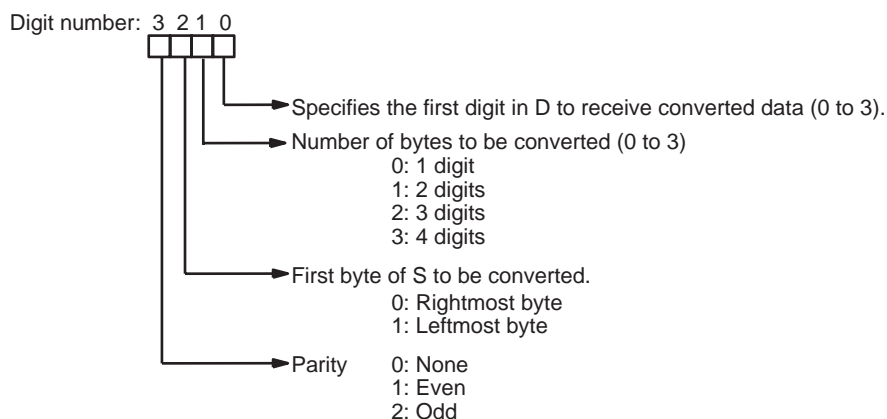 Digit number: 3 2 1 0
Specifies the first digit in D to receive converted data (0 to 3).
Number of bytes to be converted (0 to 3)
0: 1 digit
1: 2 digits
2: 3 digits
3: 4 digits
First byte of S to be converted.
0: Rightmost byte
1: Leftmost byte
Parity 0: None
1: Even
2: Odd